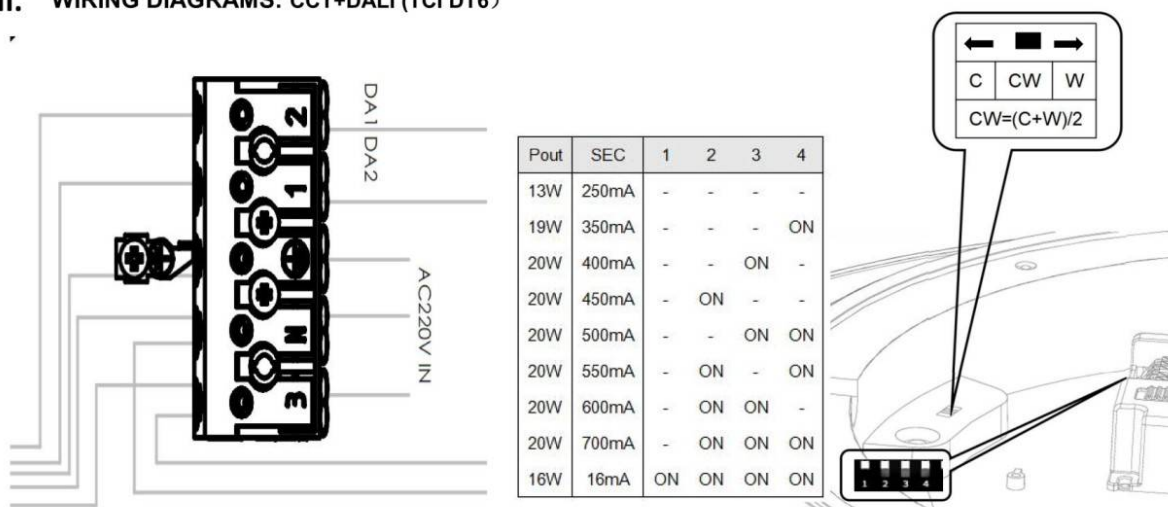 WIRING DIAGRAMS: CCT+DALI (TCI DT6)
DA1 DA2
2
1
N
3
AC220V IN
Pout SEC 1 2 3 4
13W 250mA - - - -
19W 350mA - - - ON
20W 400mA - - ON -
20W 450mA - ON - -
20W 500mA - - ON ON
20W 550mA - ON - ON
20W 600mA - ON ON -
20W 700mA - ON ON ON
16W 16mA ON ON ON ON
C CW W
CW=(C+W)/2
1 2 3 4